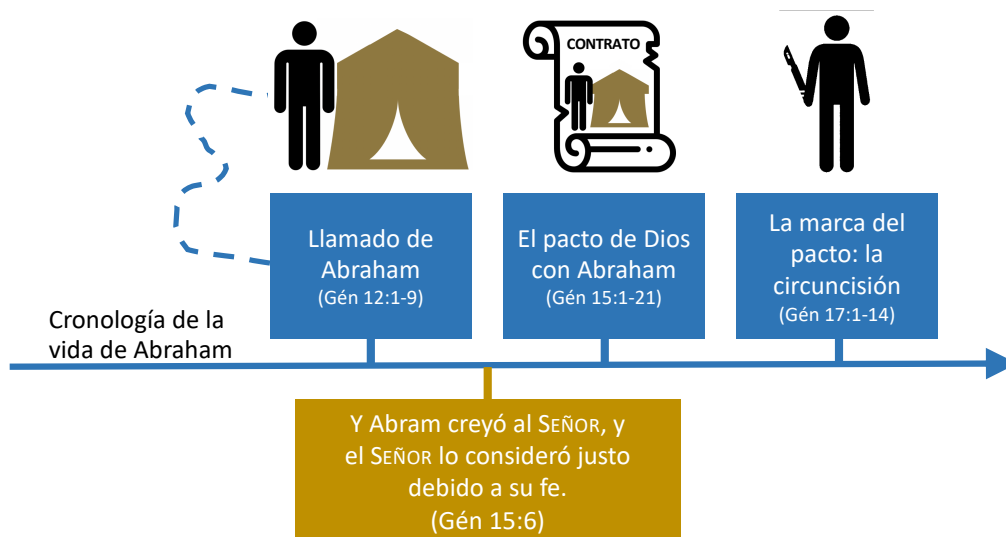 CONTRATO
Llamado de
Abraham
(Gén 12:1-9)
El pacto de Dios
con Abraham
(Gén 15:1-21)
La marca del
pacto: la
circuncisión
(Gén 17:1-14)
Cronología de la
vida de Abraham
Y Abram creyó al SEÑOR, y
el SEÑOR lo consideró justo
debido a su fe.
(Gén 15:6)